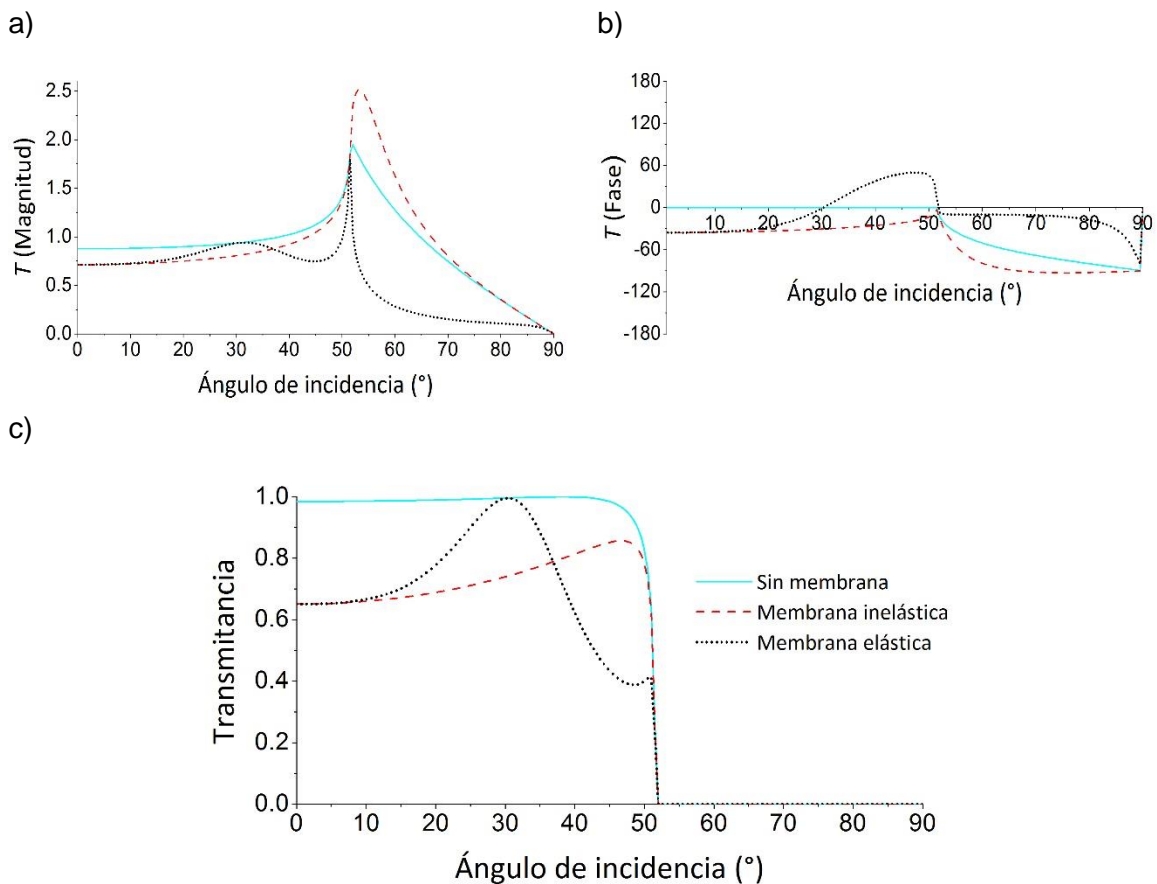 a)
b)
T (Magnitud)
2.5
2.0
1.5
1.0
0.5
0.0
0 10 20 30 40 50 60 70 80 90
Ángulo de incidencia (°)
T (Fase)
180
120
60
0
-60
-120
-180
10 20 30 40 50 60 70 80 90
Ángulo de incidencia (°)
c)
Transmitancia
1.0
0.8
0.6
0.4
0.2
0.0
0 10 20 30 40 50 60 70 80 90
Ángulo de incidencia (°)
Sin membrana
Membrana inelástica
Membrana elástica